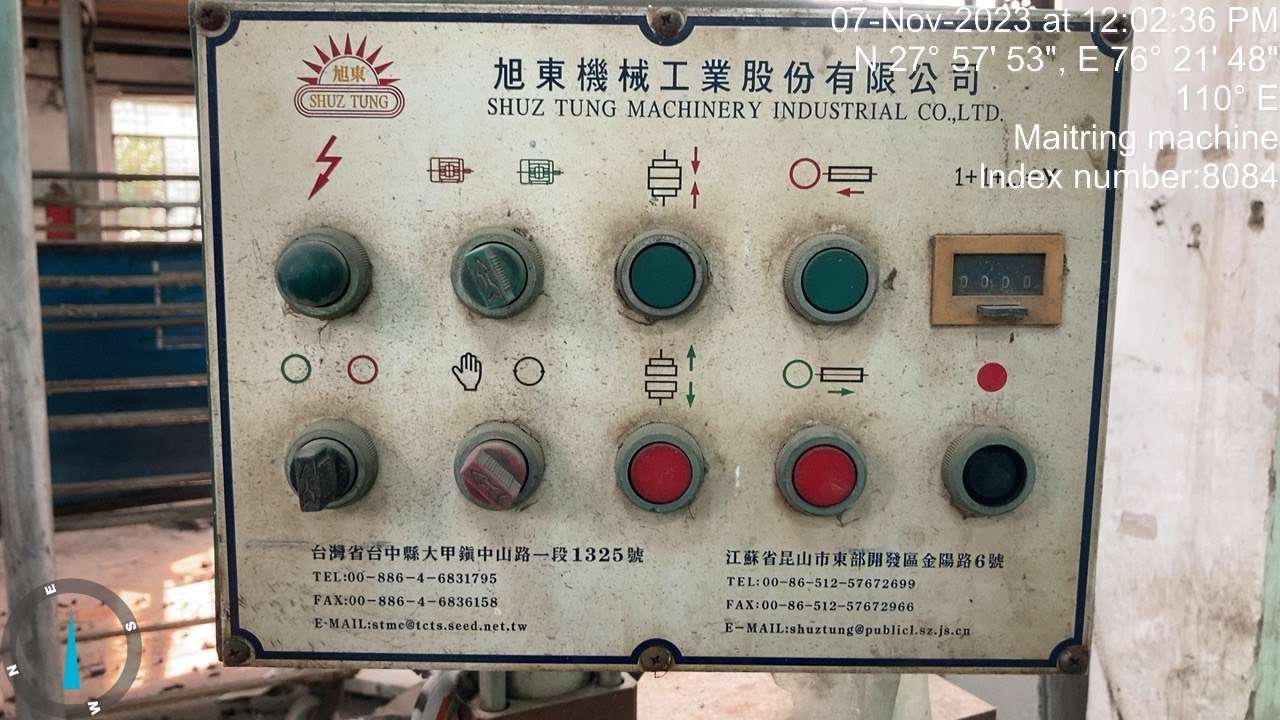 07-Nov-2023 at 12:02:36 PM
N 27° 57' 53", E 76° 21' 48"
110° E
Maitring machine
Index number:8084
旭東
SHUZ TUNG
旭東機械工業股份有限公司
SHUZ TUNG MACHINERY INDUSTRIAL CO.,LTD.
0000
台灣省台中縣大甲鎮中山路一段1325號
TEL:00-886-4-6831795
FAX:00-886-4-6836158
E-MAIL:stmc@tcts.seed.net.tw
江蘇省昆山市東部開發區金陽路6號
TEL:00-86-512-57672699
FAX:00-86-512-57672966
E-MAIL:shuztung@publicl.sz.js.cn
E
S
N
W